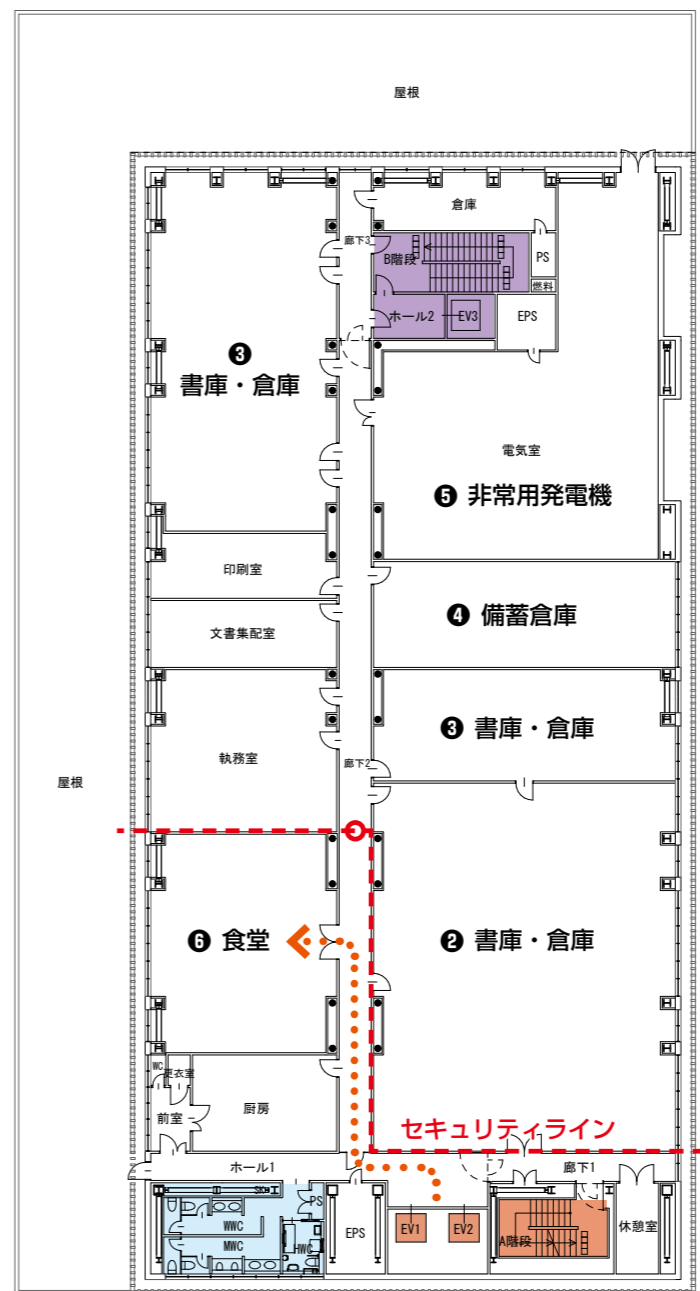 屋根
倉庫
廊下3
B階段
PS
燃料
ホール2
EV3
EPS
❸
書庫・倉庫
電気室
❺ 非常用発電機
印刷室
❹ 備蓄倉庫
文書集配室
❸ 書庫・倉庫
執務室
廊下2
屋根
❻ 食堂
❷ 書庫・倉庫
WC
更衣室
前室
厨房
セキュリティライン
ホール1
廊下1
SK
PS
WWC
MWC
HWC
EPS
EV1
EV2
A階段
休憩室